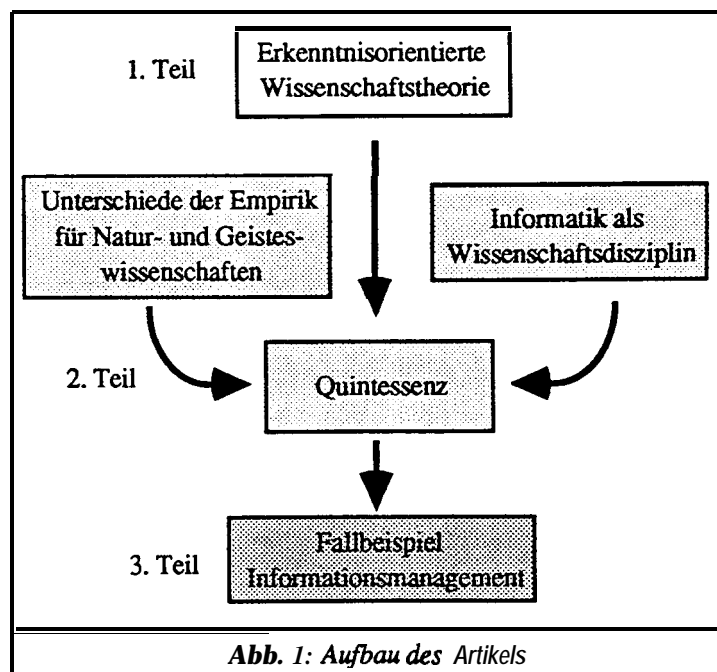 1. Teil
Erkenntnisorientierte
Wissenschaftstheorie
Unterschiede der Empirik
für Natur- und Geistes-
wissenschaften
Informatik als
Wissenschaftsdisziplin
2. Teil
Quintessenz
3. Teil
Fallbeispiel
Informationsmanagement
Abb. 1: Aufbau des Artikels